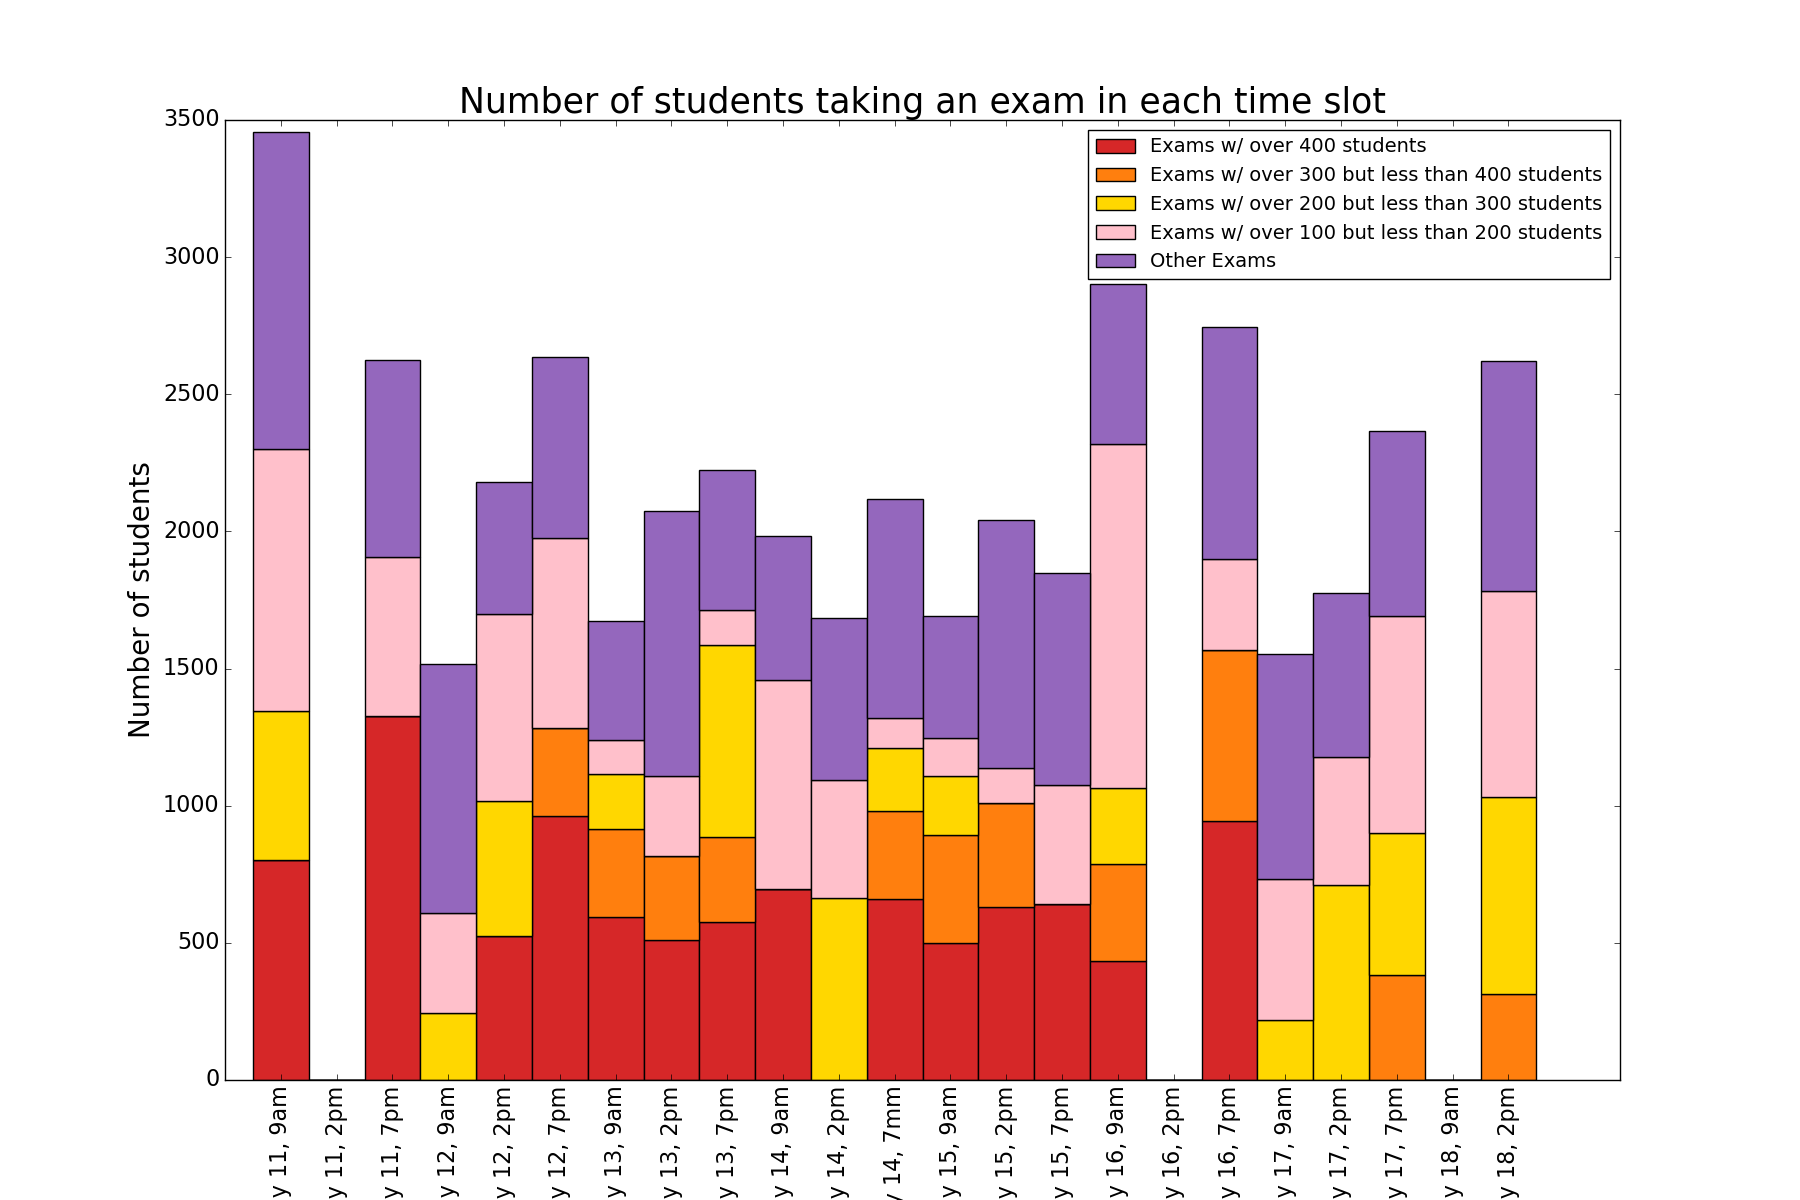 Number of students taking an exam in each time slot
3500
3000
2500
2000
1500
1000
500
0
Number of students
Exams w/ over 400 students
Exams w/ over 300 but less than 400 students
Exams w/ over 200 but less than 300 students
Exams w/ over 100 but less than 200 students
Other Exams
y 11, 9am
y 11, 2pm
y 11, 7pm
y 12, 9am
y 12, 2pm
y 12, 7pm
y 13, 9am
y 13, 2pm
y 13, 7pm
y 14, 9am
y 14, 2pm
y 14, 7mm
y 15, 9am
y 15, 2pm
y 15, 7pm
y 16, 9am
y 16, 2pm
y 16, 7pm
y 17, 9am
y 17, 2pm
y 17, 7pm
y 18, 9am
y 18, 2pm